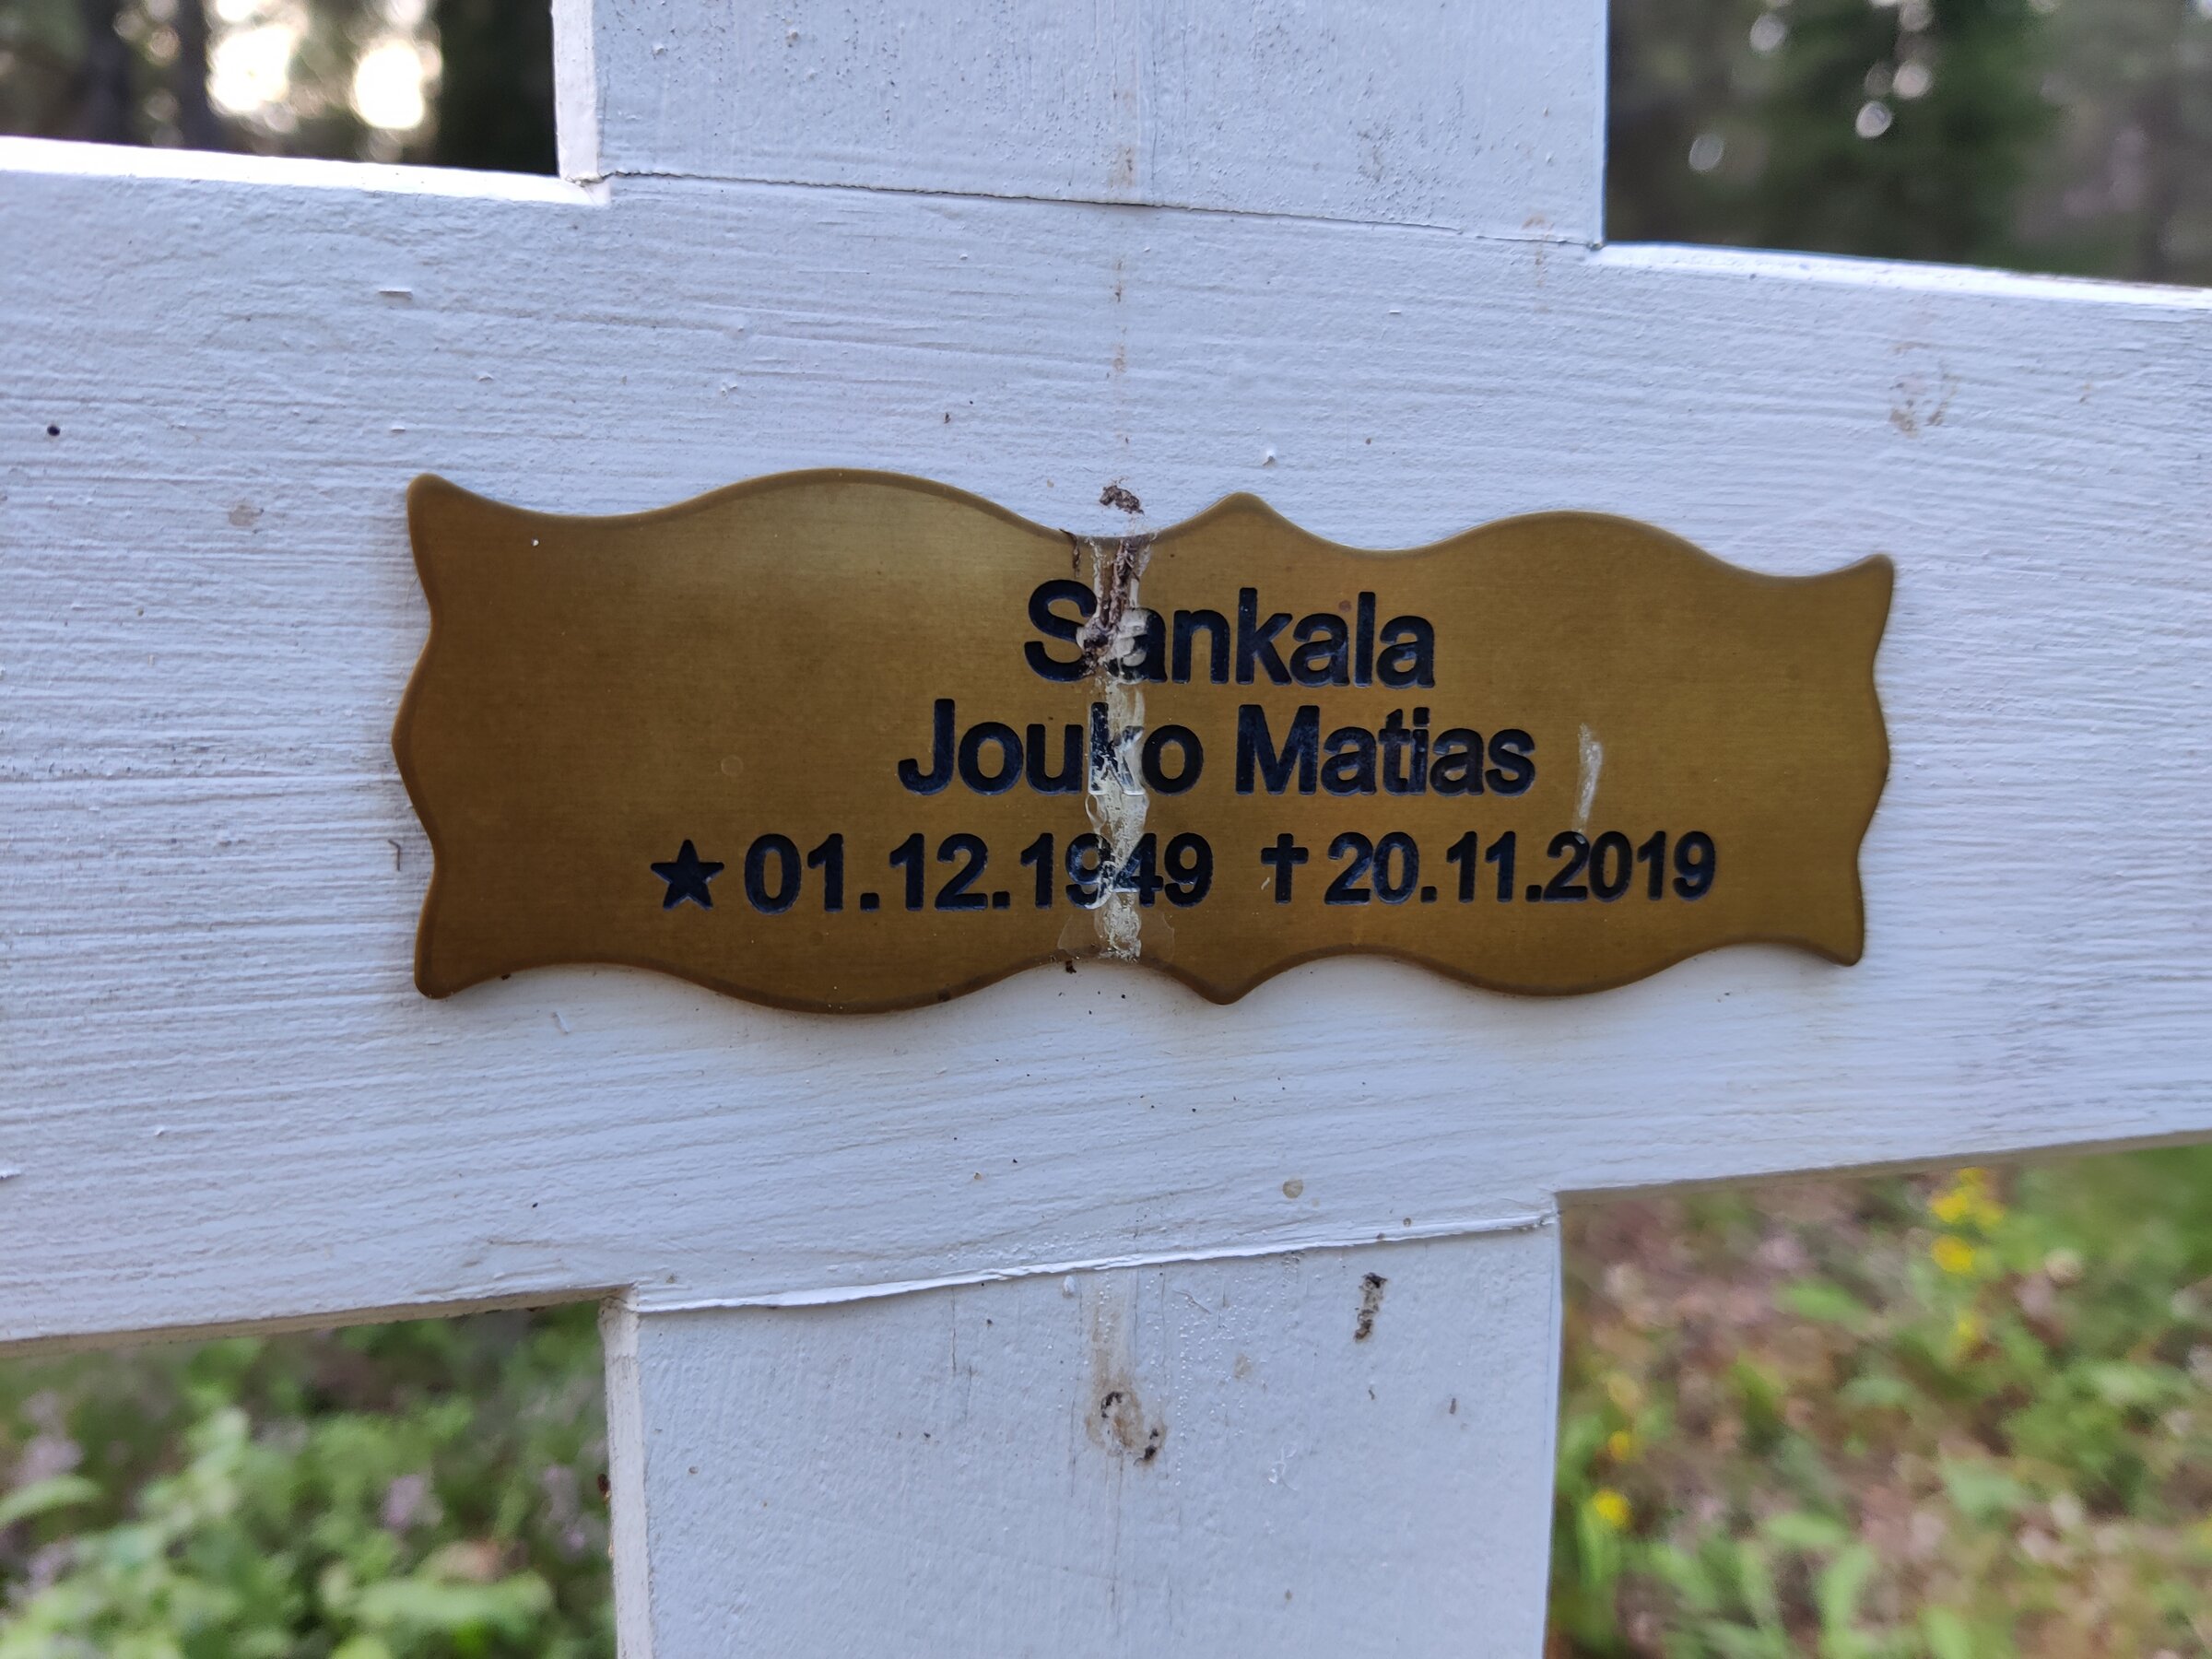 Sankala
Jouko Matias
★ 01.12.1949 ✝ 20.11.2019